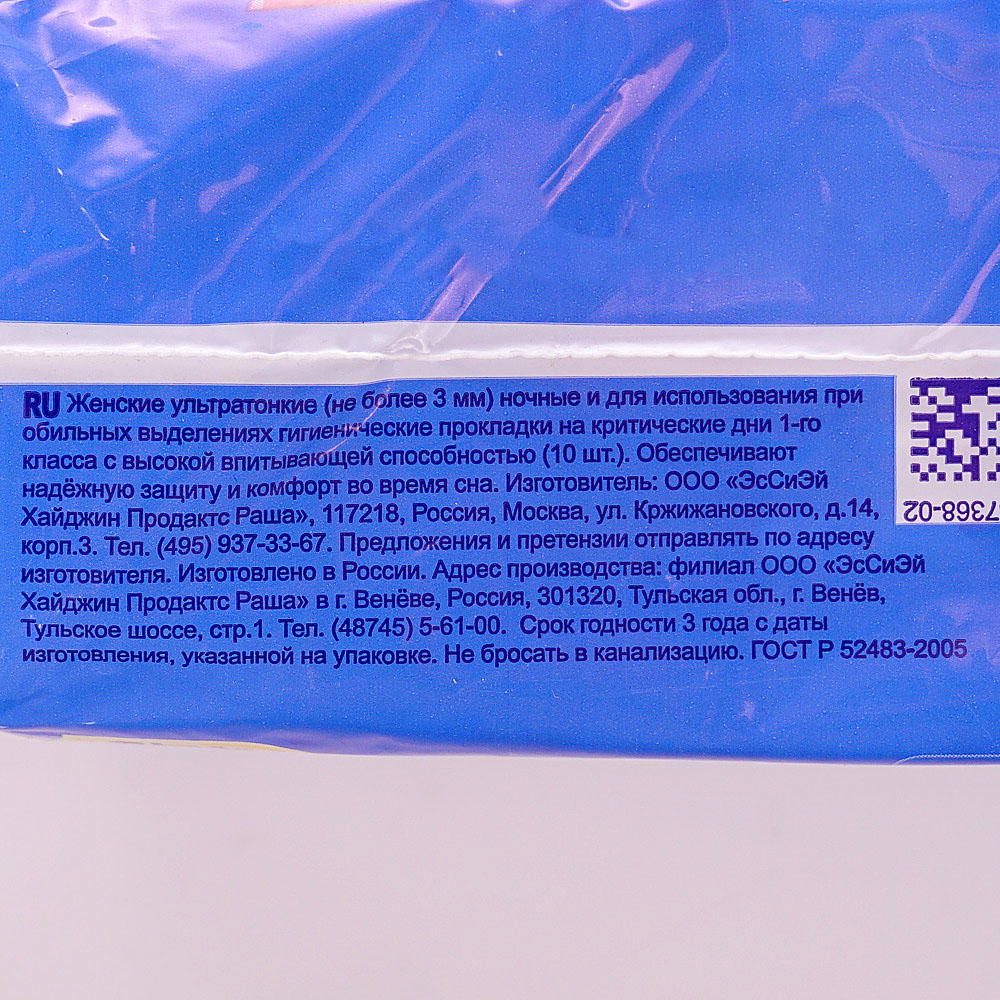 RU Женские ультратонкие (не более 3 мм) ночные и для использования при
обильных выделениях гигиенические прокладки на критические дни 1-го
класса с высокой впитывающей способностью (10 шт.). Обеспечивают
надёжную защиту и комфорт во время сна. Изготовитель: ООО «ЭсСиЭй
Хайджин Продактс Раша», 117218, Россия, Москва, ул. Кржижановского, д.14,
корп.3. Тел. (495) 937-33-67. Предложения и претензии отправлять по адресу
изготовителя. Изготовлено в России. Адрес производства: филиал ООО «ЭсСиЭй
Хайджин Продактс Раша» в г. Венёве, Россия, 301320, Тульская обл., г. Венёв,
Тульское шоссе, стр.1. Тел. (48745) 5-61-00. Срок годности 3 года с даты
изготовления, указанной на упаковке. Не бросать в канализацию. ГОСТ Р 52483-2005
7368-02